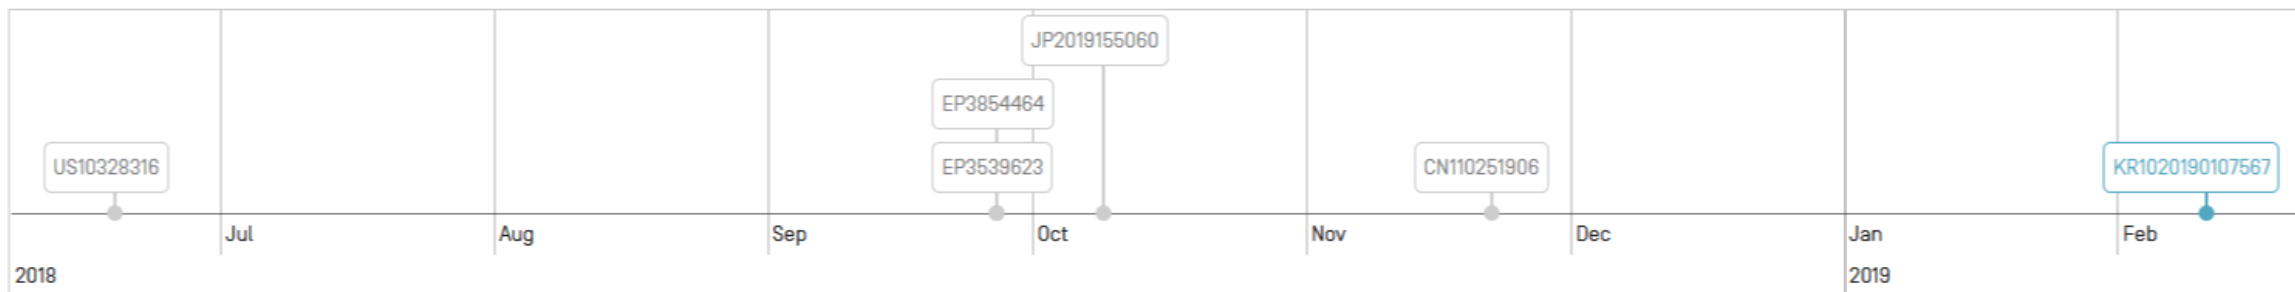 JP2019155060
EP3854464
US10328316
EP3539623
CN110251906
KR1020190107567
Jul
Aug
Sep
Oct
Nov
Dec
Jan
Feb
2018
2019